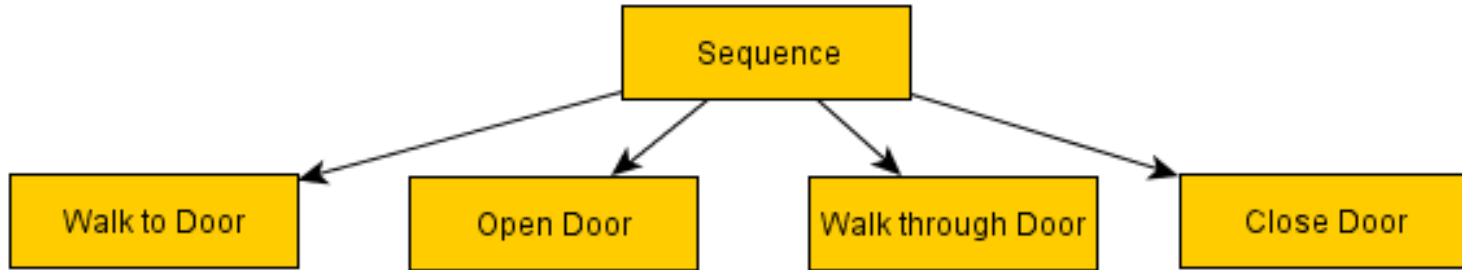 Sequence
Walk to Door
Open Door
Walk through Door
Close Door